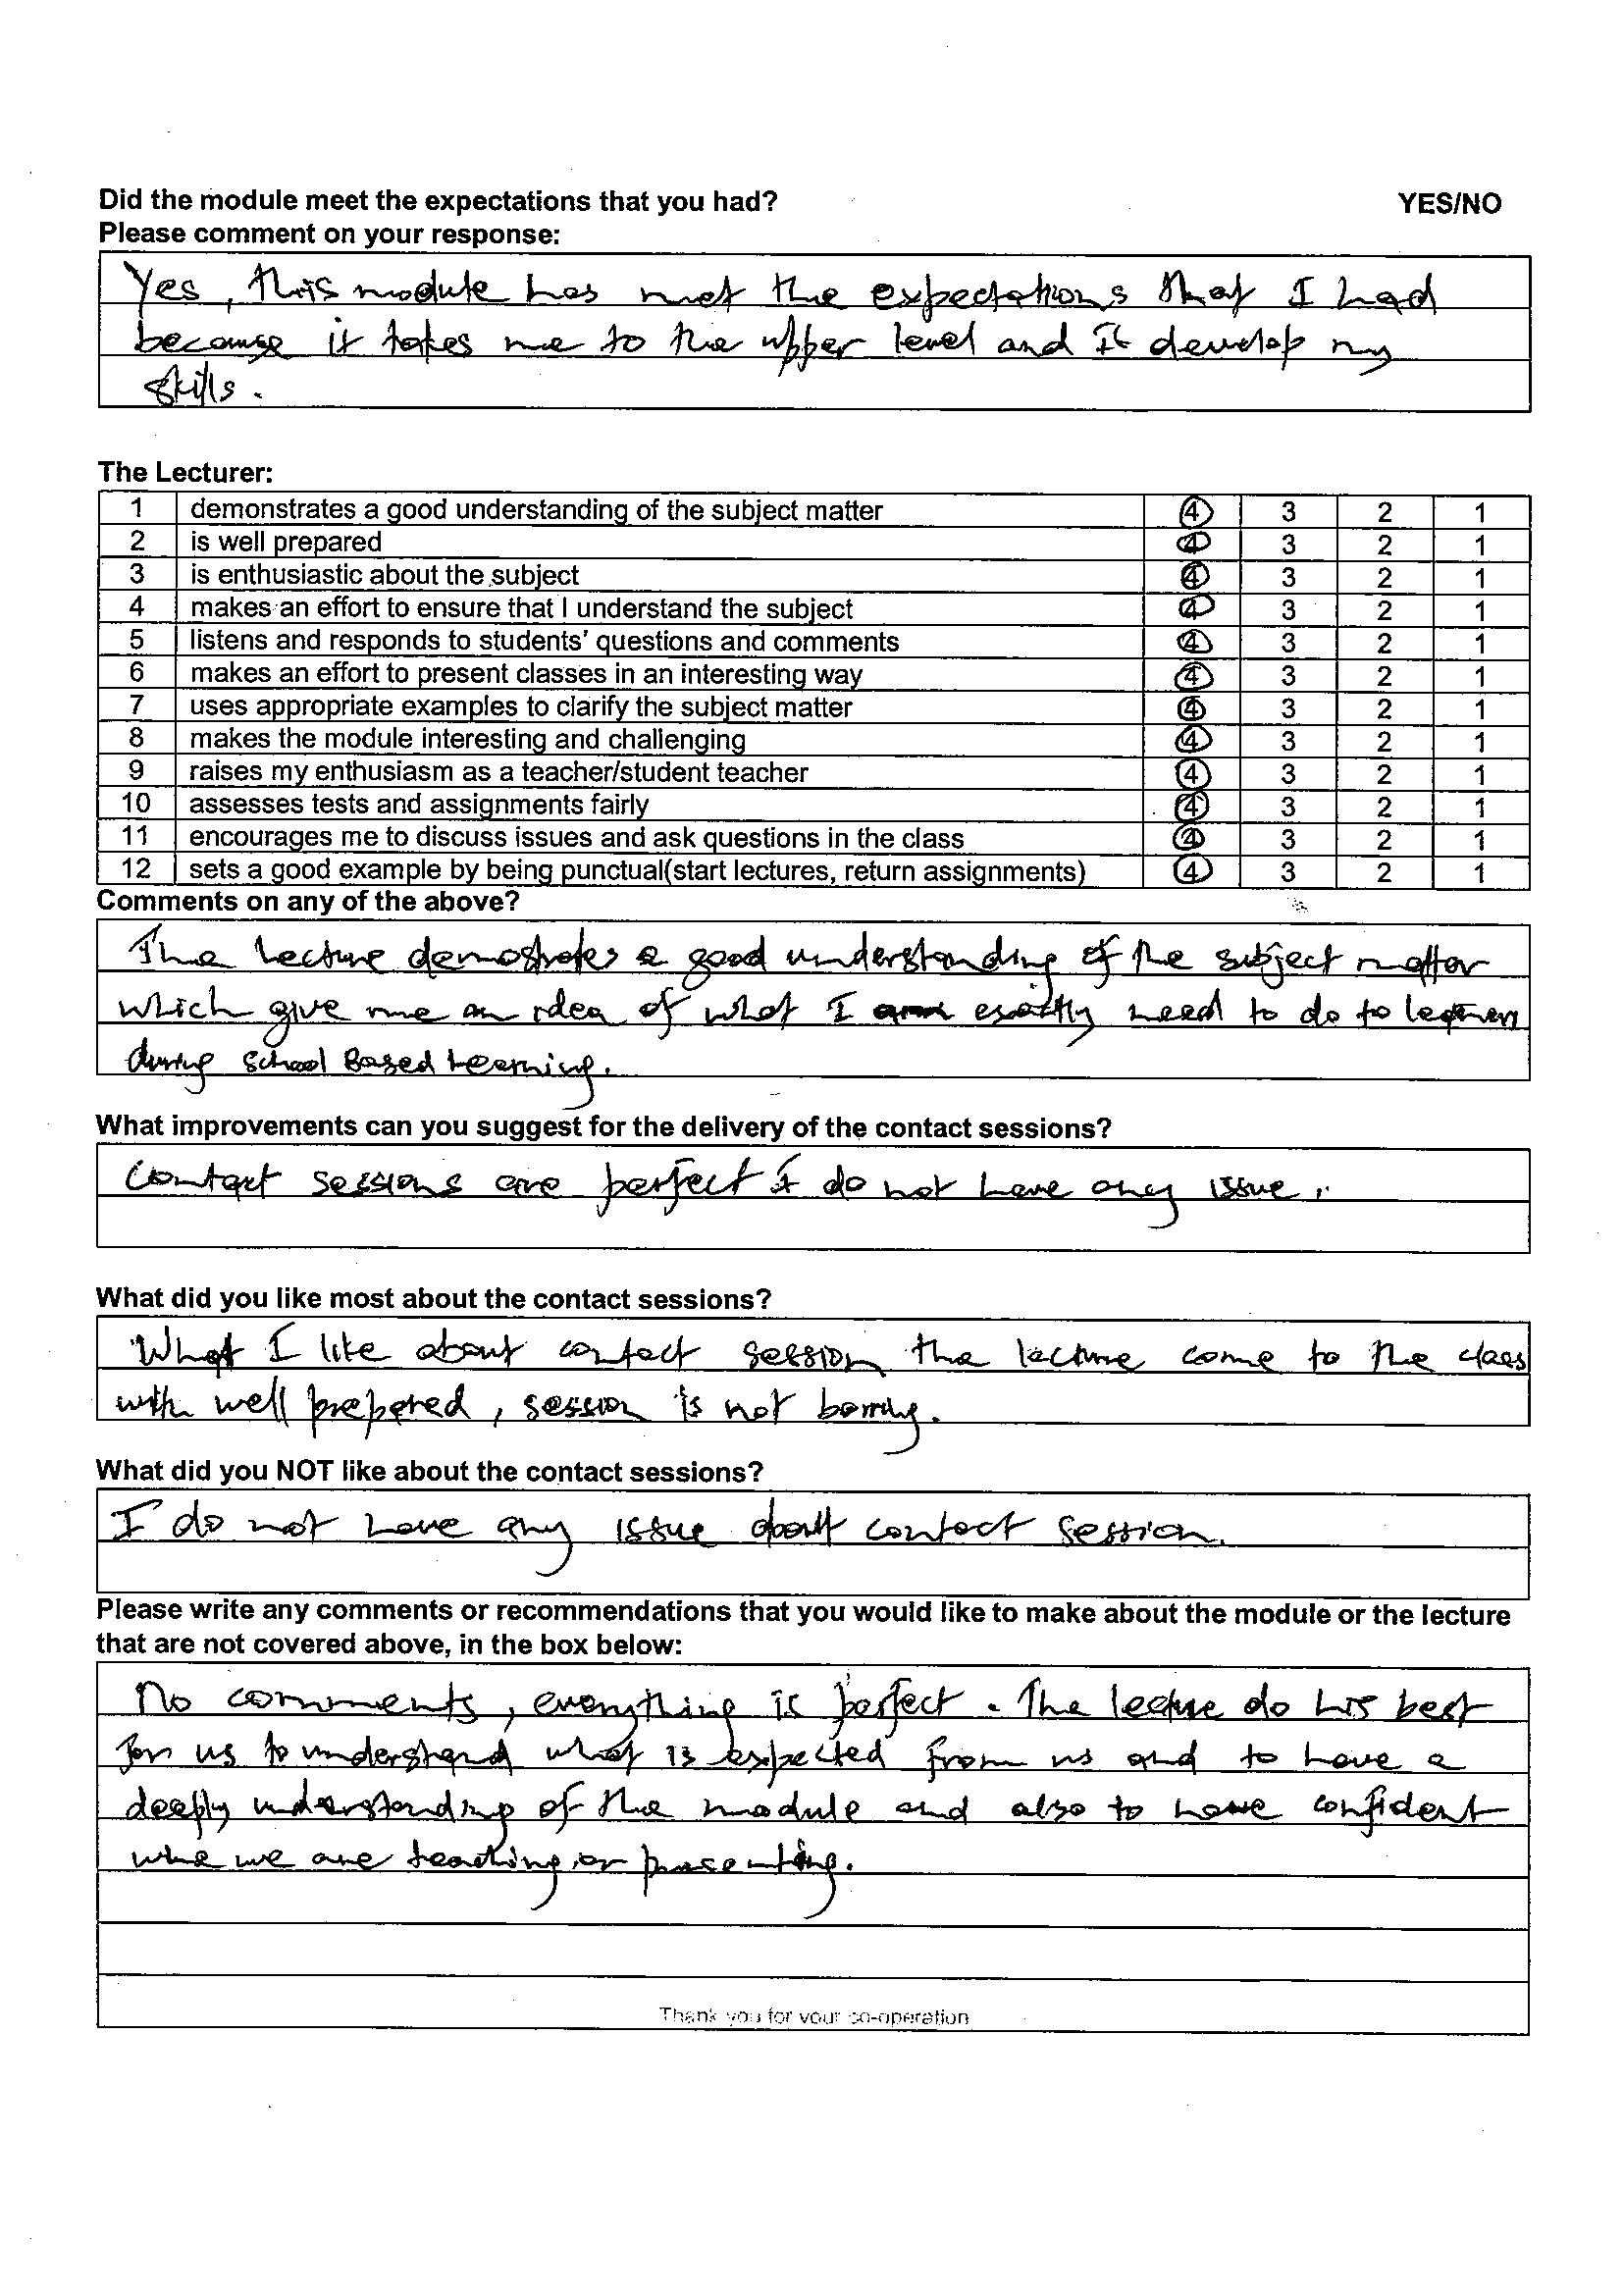 Did the module meet the expectations that you had? YES/NO
Please comment on your response:
Yes, this module has met the expectations that I had
because it takes me to the upper level and It develop my
skills.
The Lecturer:
1 demonstrates a good understanding of the subject matter 4 3 2 1
2 is well prepared 4 3 2 1
3 is enthusiastic about the subject 4 3 2 1
4 makes an effort to ensure that I understand the subject 4 3 2 1
5 listens and responds to students' questions and comments 4 3 2 1
6 makes an effort to present classes in an interesting way 4 3 2 1
7 uses appropriate examples to clarify the subject matter 4 3 2 1
8 makes the module interesting and challenging 4 3 2 1
9 raises my enthusiasm as a teacher/student teacher 4 3 2 1
10 assesses tests and assignments fairly 4 3 2 1
11 encourages me to discuss issues and ask questions in the class 4 3 2 1
12 sets a good example by being punctual(start lectures, return assignments) 4 3 2 1
Comments on any of the above?
The lecture demostrates a good understanding of the subject matter
which give me an idea of what I need to do to
during School Based Learning.
What improvements can you suggest for the delivery of the contact sessions?
Contact sessions are perfect I do not have any issue.
What did you like most about the contact sessions?
What I like about contact session the lecture come to the class
with well prepared, session is not boring.
What did you NOT like about the contact sessions?
I do not have any issue about contact session.
Please write any comments or recommendations that you would like to make about the module or the lecture
that are not covered above, in the box below:
No comments, everything is perfect. The lecture do his best
for us to understand what is expected from us and to have a
deeply understanding of the module and also to have confident
we are teaching or presenting.
Thank you for your co-operation